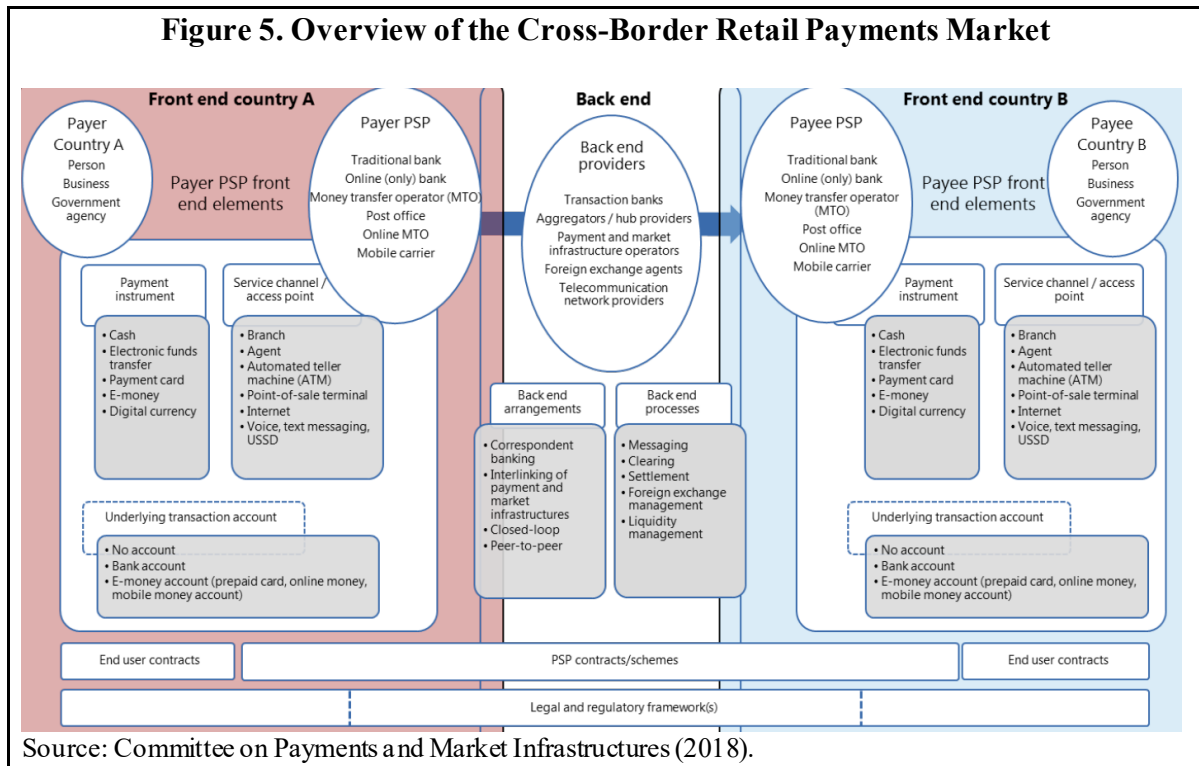 Figure 5. Overview of the Cross-Border Retail Payments Market
Front end country A
Back end
Front end country B
Payer
Country A
Person
Business
Government
agency
Payer PSP front
end elements
Payer PSP
Traditional bank
Online (only) bank
Money transfer operator (MTO)
Post office
Online MTO
Mobile carrier
Payment
instrument
• Cash
• Electronic funds
transfer
• Payment card
• E-money
• Digital currency
Service channel / access
point
• Branch
• Agent
• Automated teller
machine (ATM)
• Point-of-sale terminal
• Internet
• Voice, text messaging,
USSD
Underlying transaction account
• No account
• Bank account
• E-money account (prepaid card, online money,
mobile money account)
Back end
providers
Transaction banks
Aggregators / hub providers
Payment and market
infrastructure operators
Foreign exchange agents
Telecommunication
network providers
Back end
arrangements
• Correspondent
banking
• Interlinking of
payment and
market
infrastructures
• Closed-loop
• Peer-to-peer
Back end
processes
• Messaging
• Clearing
• Settlement
• Foreign exchange
management
• Liquidity
management
Payee PSP
Traditional bank
Online (only) bank
Money transfer operator
(MTO)
Post office
Online MTO
Mobile carrier
Payee PSP front
end elements
Payee
Country B
Person
Business
Government
agency
Payment
instrument
• Cash
• Electronic funds
transfer
• Payment card
• E-money
• Digital currency
Service channel / access
point
• Branch
• Agent
• Automated teller
machine (ATM)
• Point-of-sale terminal
• Internet
• Voice, text messaging,
USSD
Underlying transaction account
• No account
• Bank account
• E-money account (prepaid card, online money,
mobile money account)
End user contracts
PSP contracts/schemes
End user contracts
Legal and regulatory framework(s)
Source: Committee on Payments and Market Infrastructures (2018).